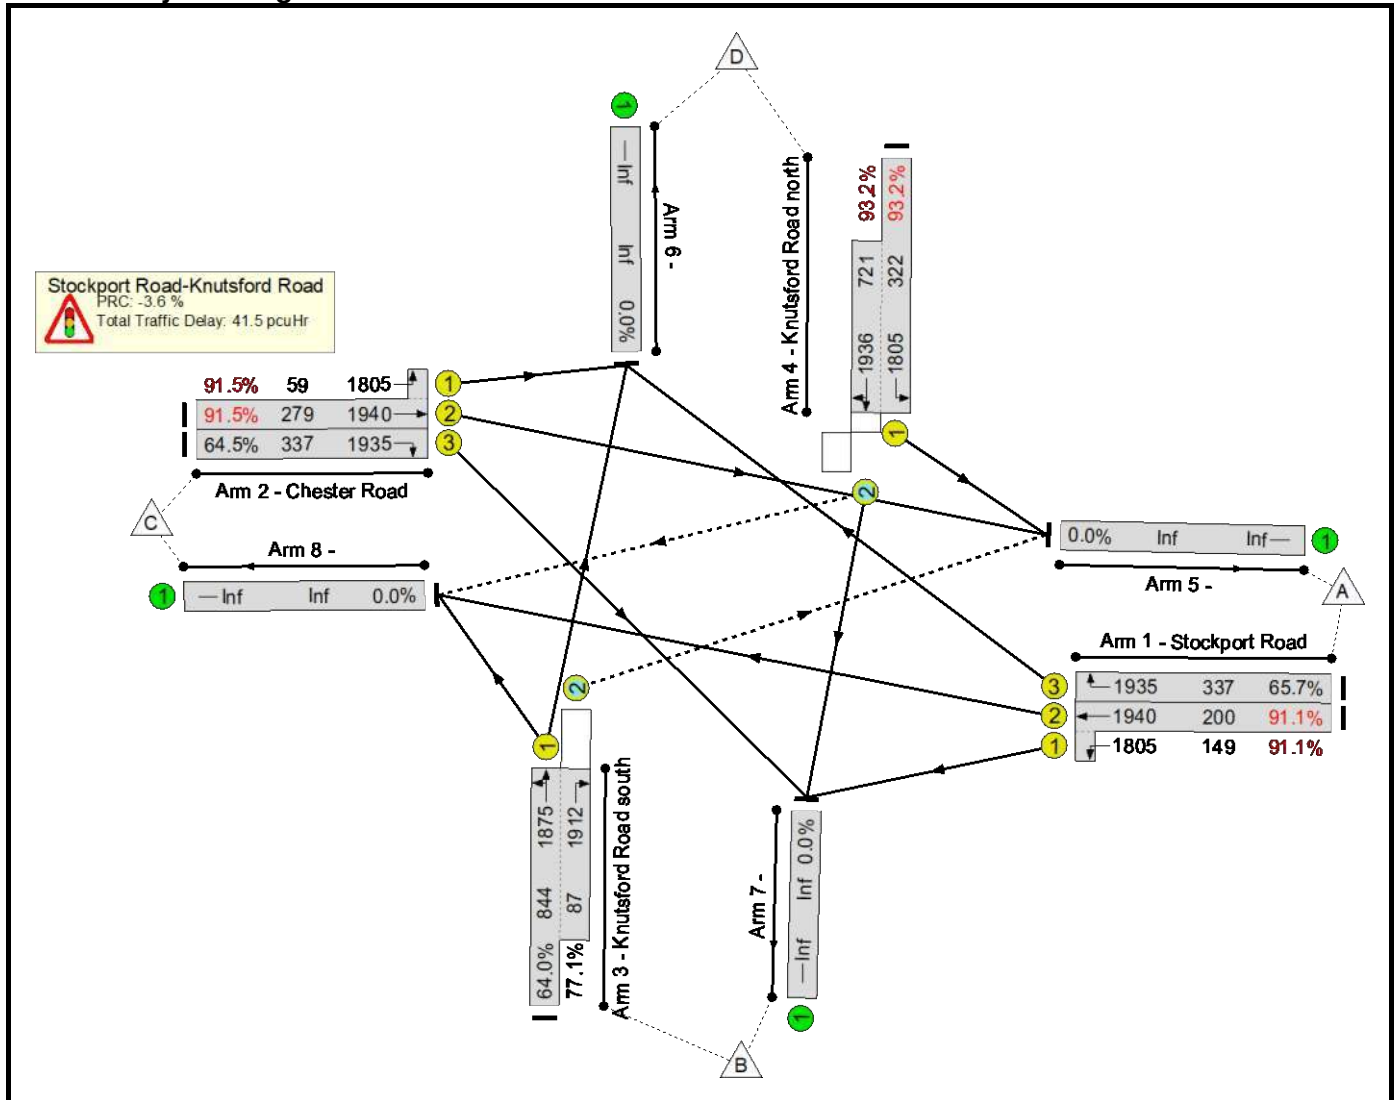 D
1
Inf
Inf
0.0%
Arm 6 -
Arm 4 - Knutsford Road north
93.2%
93.2%
721
322
1936
1805
1
2
Stockport Road-Knutsford Road
PRC: -3.6 %
Total Traffic Delay: 41.5 pcuHr
91.5% 59 1805
91.5% 279 1940
64.5% 337 1935
1
2
3
Arm 2 - Chester Road
C
Arm 8 -
1
Inf Inf 0.0%
0.0% Inf Inf
1
Arm 5 -
A
Arm 1 - Stockport Road
3
2
1
1935 337 65.7%
1940 200 91.1%
1805 149 91.1%
2
1
1875
1912
844
87
64.0%
77.1%
Arm 3 - Knutsford Road south
Arm 7 -
Inf Inf 0.0%
1
B